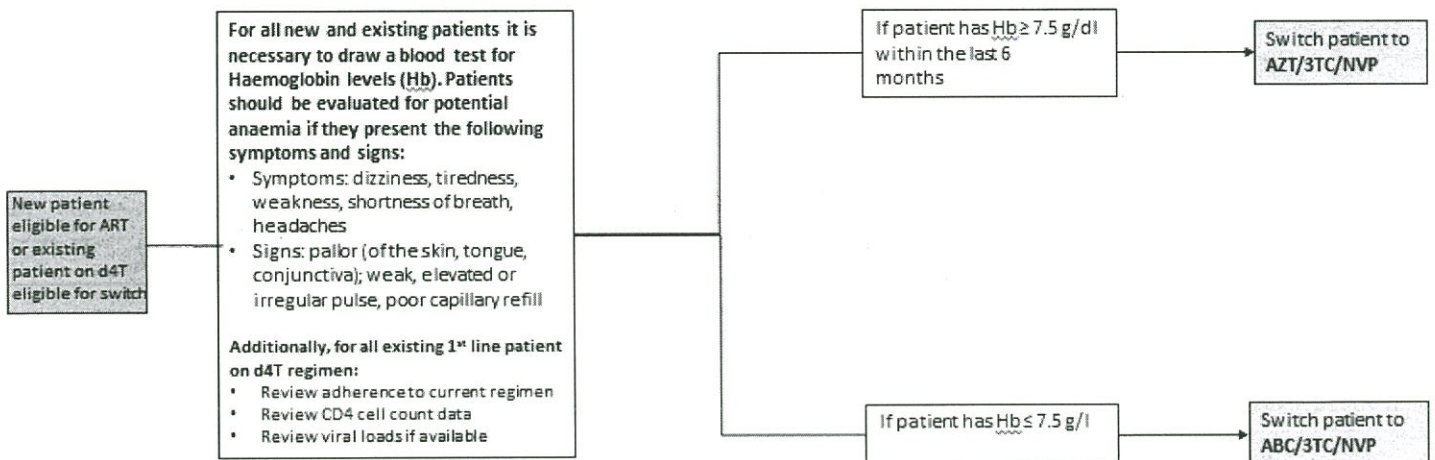 New patient
eligible for ART
or existing
patient on d4T
eligible for switch
For all new and existing patients it is
necessary to draw a blood test for
Haemoglobin levels (Hb). Patients
should be evaluated for potential
anaemia if they present the following
symptoms and signs:
• Symptoms: dizziness, tiredness,
weakness, shortness of breath,
headaches
• Signs: pallor (of the skin, tongue,
conjunctiva); weak, elevated or
irregular pulse, poor capillary refill
Additionally, for all existing 1st line patient
on d4T regimen:
• Review adherence to current regimen
• Review CD4 cell count data
• Review viral loads if available
If patient has Hb ≥ 7.5 g/dl
within the last 6
months
Switch patient to
AZT/3TC/NVP
If patient has Hb ≤ 7.5 g/l
Switch patient to
ABC/3TC/NVP